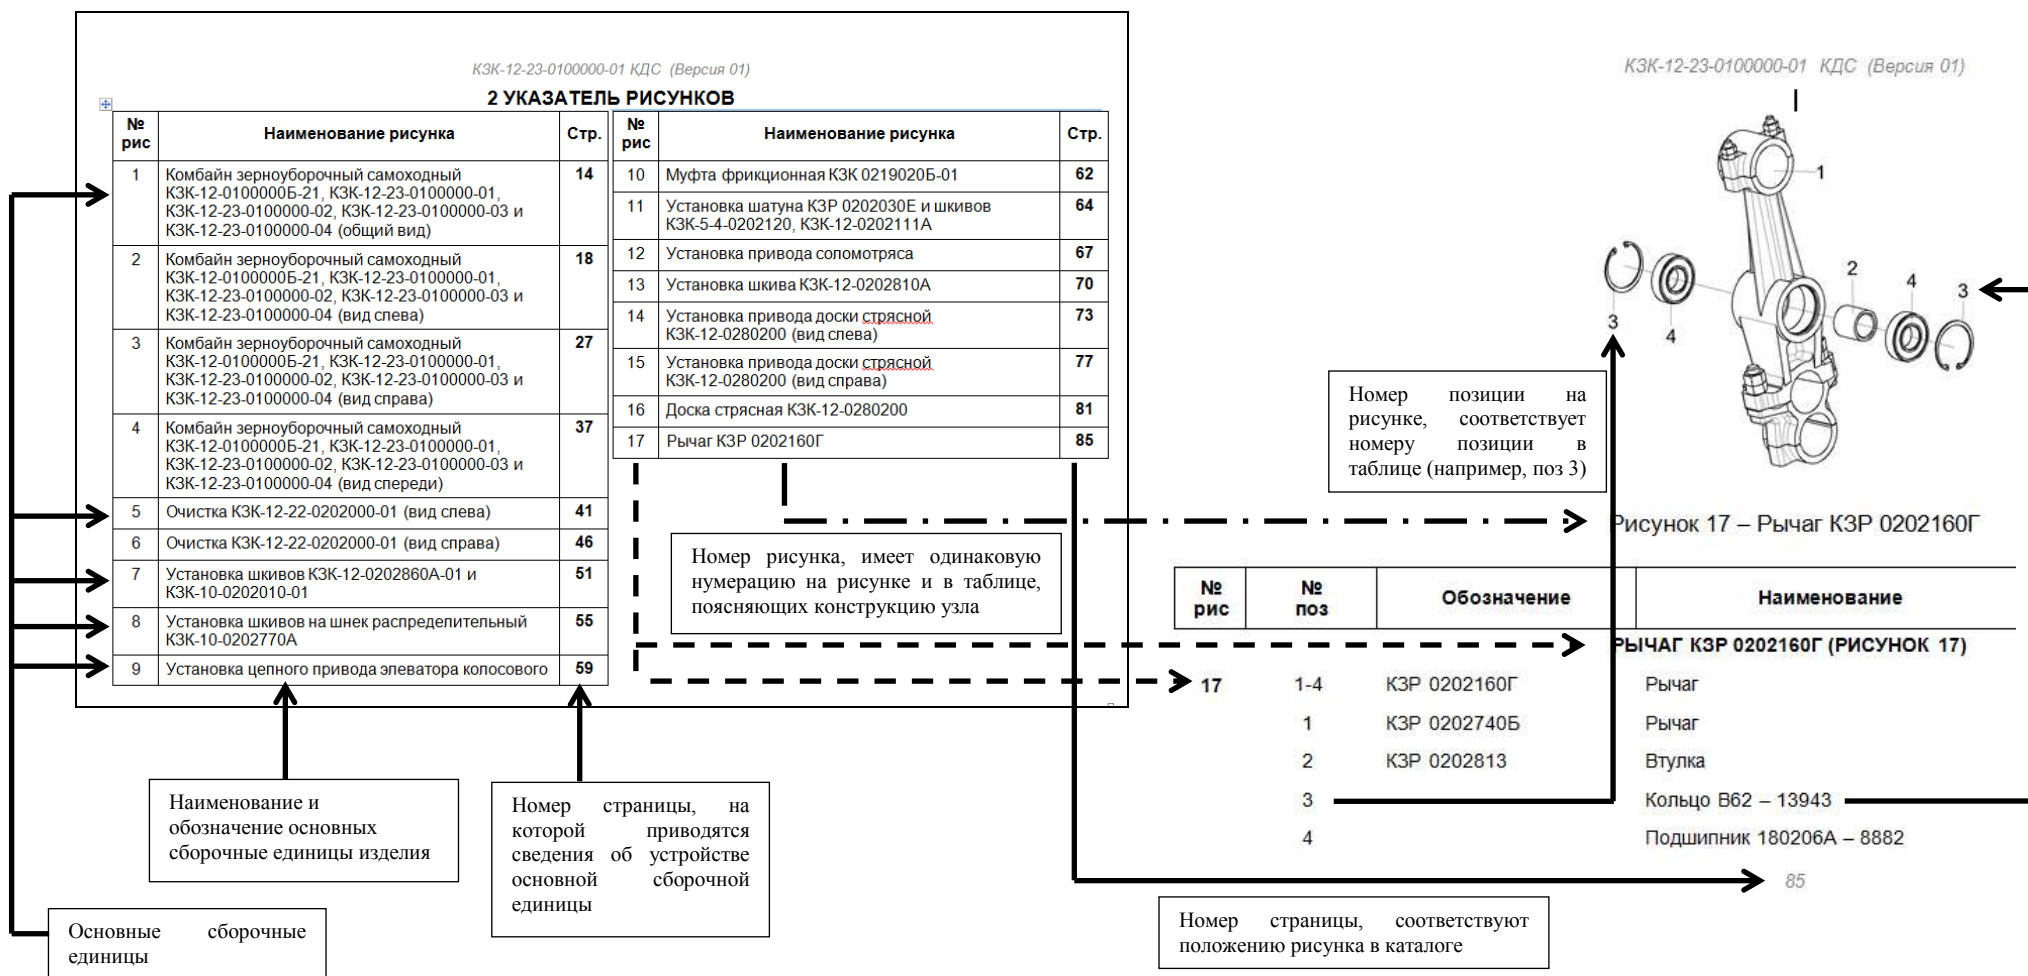 КЗК-12-23-0100000-01 КДС (Версия 01)
2 УКАЗАТЕЛЬ РИСУНКОВ
№ рис
Наименование рисунка
Стр.
1
Комбайн зерноуборочный самоходный
КЗК-12-0100000Б-21, КЗК-12-23-0100000-01,
КЗК-12-23-0100000-02, КЗК-12-23-0100000-03 и
КЗК-12-23-0100000-04 (общий вид)
14
2
Комбайн зерноуборочный самоходный
КЗК-12-0100000Б-21, КЗК-12-23-0100000-01,
КЗК-12-23-0100000-02, КЗК-12-23-0100000-03 и
КЗК-12-23-0100000-04 (вид слева)
18
3
Комбайн зерноуборочный самоходный
КЗК-12-0100000Б-21, КЗК-12-23-0100000-01,
КЗК-12-23-0100000-02, КЗК-12-23-0100000-03 и
КЗК-12-23-0100000-04 (вид справа)
27
4
Комбайн зерноуборочный самоходный
КЗК-12-0100000Б-21, КЗК-12-23-0100000-01,
КЗК-12-23-0100000-02, КЗК-12-23-0100000-03 и
КЗК-12-23-0100000-04 (вид спереди)
37
5
Очистка КЗК-12-22-0202000-01 (вид слева)
41
6
Очистка КЗК-12-22-0202000-01 (вид справа)
46
7
Установка шкивов КЗК-12-0202860А-01 и
КЗК-10-0202010-01
51
8
Установка шкивов на шнек распределительный
КЗК-10-0202770А
55
9
Установка цепного привода элеватора колосового
59
№ рис
Наименование рисунка
Стр.
10
Муфта фрикционная КЗК 0219020Б-01
62
11
Установка шатуна КЗР 0202030Е и шкивов
КЗК-5-4-0202120, КЗК-12-0202111А
64
12
Установка привода соломотряса
67
13
Установка шкива КЗК-12-0202810А
70
14
Установка привода доски стрясной
КЗК-12-0280200 (вид слева)
73
15
Установка привода доски стрясной
КЗК-12-0280200 (вид справа)
77
16
Доска стрясная КЗК-12-0280200
81
17
Рычаг КЗР 0202160Г
85
Номер рисунка, имеет одинаковую
нумерацию на рисунке и в таблице,
поясняющих конструкцию узла
Наименование и
обозначение основных
сборочные единицы изделия
Номер страницы, на
которой приводятся
сведения об устройстве
основной сборочной
единицы
Основные сборочные
единицы
КЗК-12-23-0100000-01 КДС (Версия 01)
1
2
4
3
3
4
Номер позиции на
рисунке, соответствует
номеру позиции в
таблице (например, поз 3)
Рисунок 17 – Рычаг КЗР 0202160Г
№ рис
№ поз
Обозначение
Наименование
РЫЧАГ КЗР 0202160Г (РИСУНОК 17)
17
1-4
КЗР 0202160Г
Рычаг
1
КЗР 0202740Б
Рычаг
2
КЗР 0202813
Втулка
3
Кольцо В62 – 13943
4
Подшипник 180206А – 8882
85
Номер страницы, соответствуют
положению рисунка в каталоге